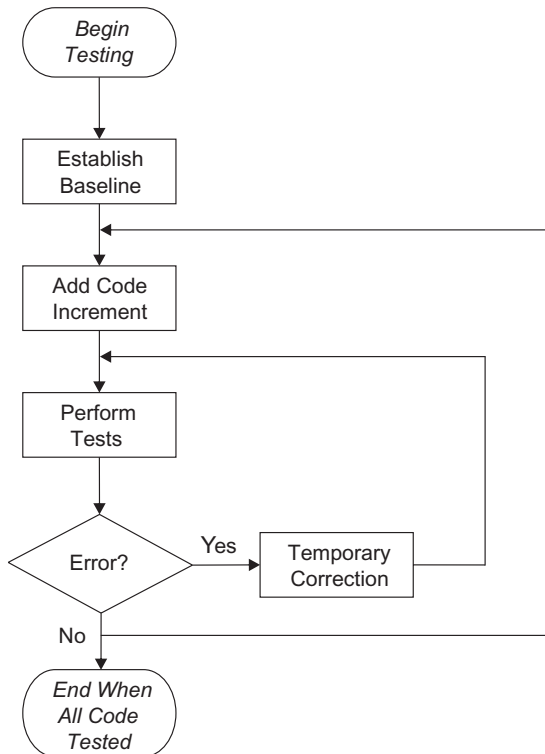 Begin
Testing
Establish
Baseline
Add Code
Increment
Perform
Tests
Error?
Yes
Temporary
Correction
No
End When
All Code
Tested